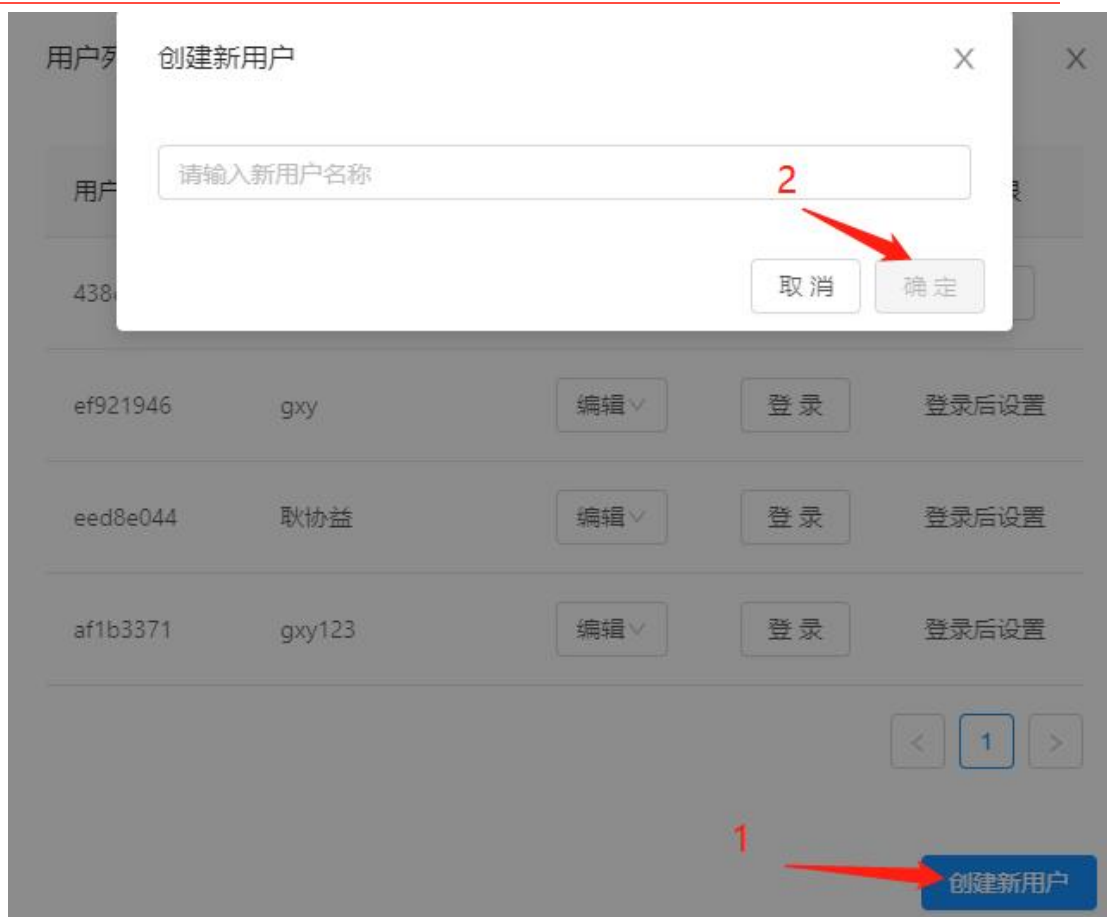 用户列 创建新用户
请输入新用户名称
2
用户
取 消 确 定
438
ef921946 gxy 编辑 登 录 登录后设置
eed8e044 耿协益 编辑 登 录 登录后设置
af1b3371 gxy123 编辑 登 录 登录后设置
< 1 >
1
创建新用户